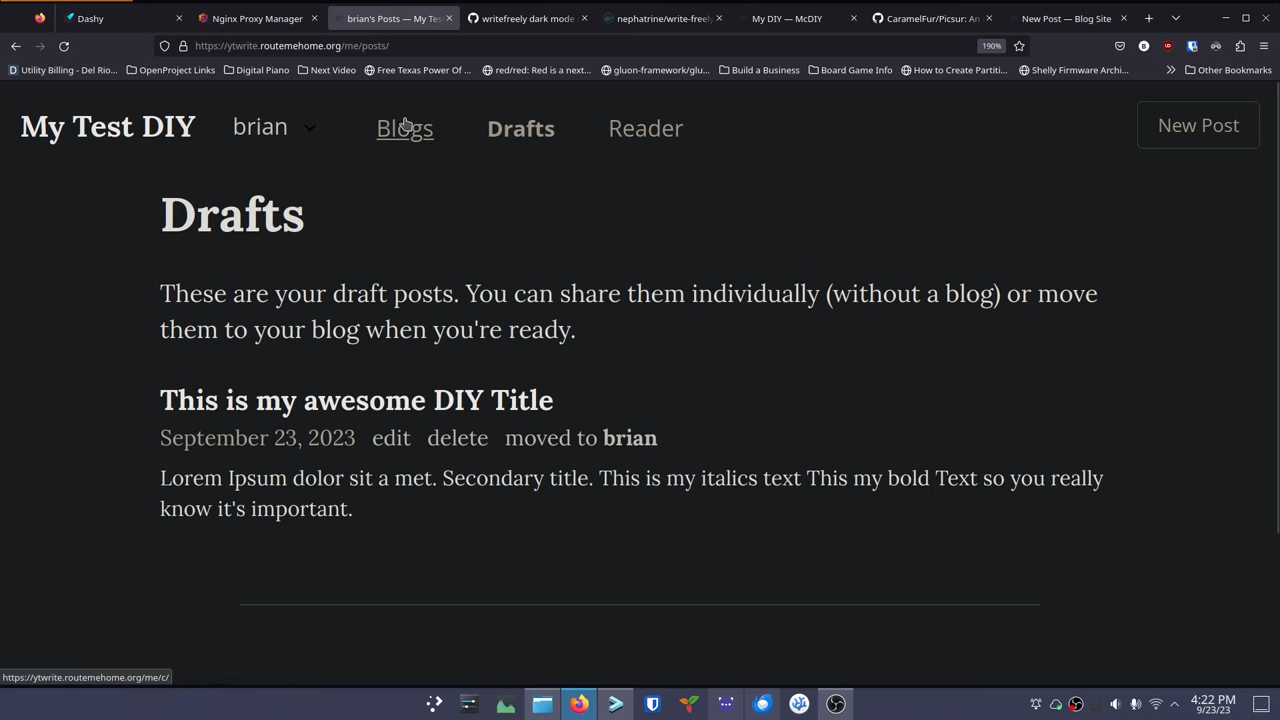 Dashy
Nginx Proxy Manager
brian's Posts — My Tes
writefreely dark mode
nephatrine/write-freely
My DIY — McDIY
CaramelFur/Picsur: An
New Post — Blog Site
https://ytwrite.routemehome.org/me/posts/
190%
Utility Billing - Del Rio...
OpenProject Links
Digital Piano
Next Video
Free Texas Power Of ...
red/red: Red is a next...
gluon-framework/glu...
Build a Business
Board Game Info
How to Create Partiti...
Shelly Firmware Archi...
Other Bookmarks
My Test DIY
brian
Blogs
Drafts
Reader
New Post
Drafts
These are your draft posts. You can share them individually (without a blog) or move
them to your blog when you're ready.
This is my awesome DIY Title
September 23, 2023 edit delete moved to brian
Lorem Ipsum dolor sit a met. Secondary title. This is my italics text This my bold Text so you really
know it's important.
https://ytwrite.routemehome.org/me/c/
4:22 PM
9/23/23